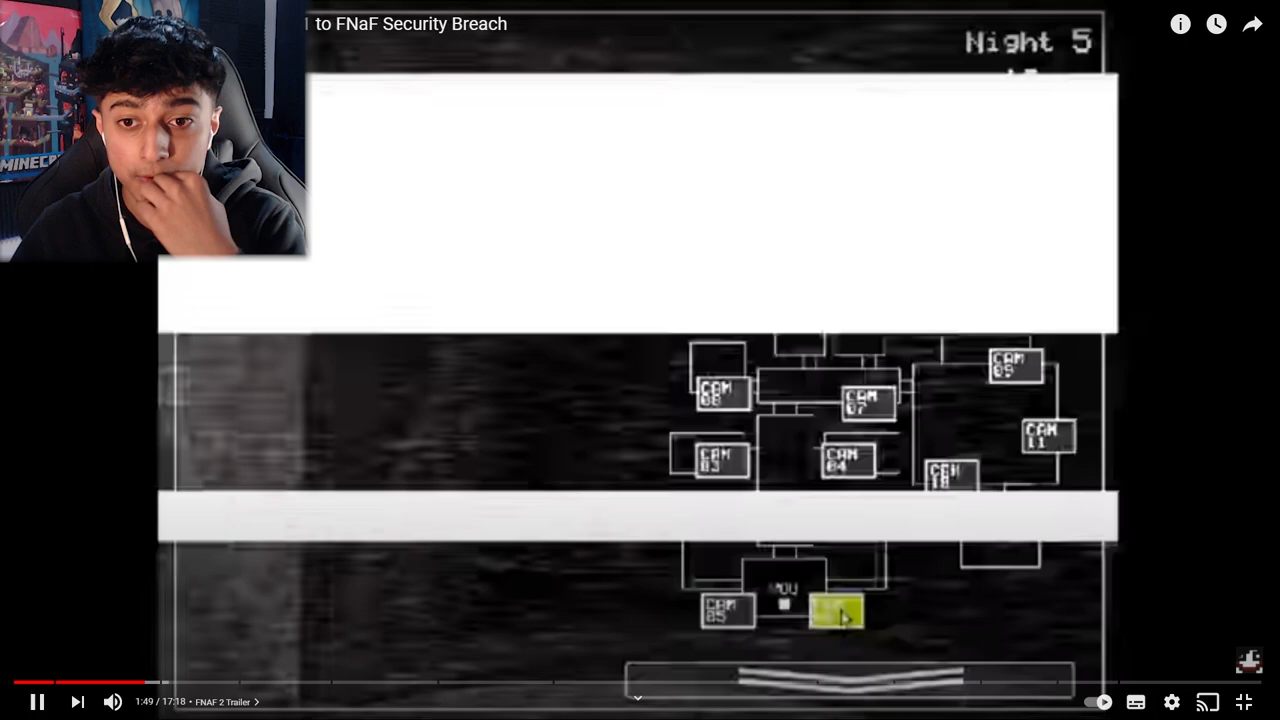 to FNaF Security Breach
Night 5
MINECR
CAM
09
CAM
08
CAM
07
CAM
11
CAM
03
CAM
04
CAM
10
YOU
CAM
05
1:49 / 17:18 • FNAF 2 Trailer >